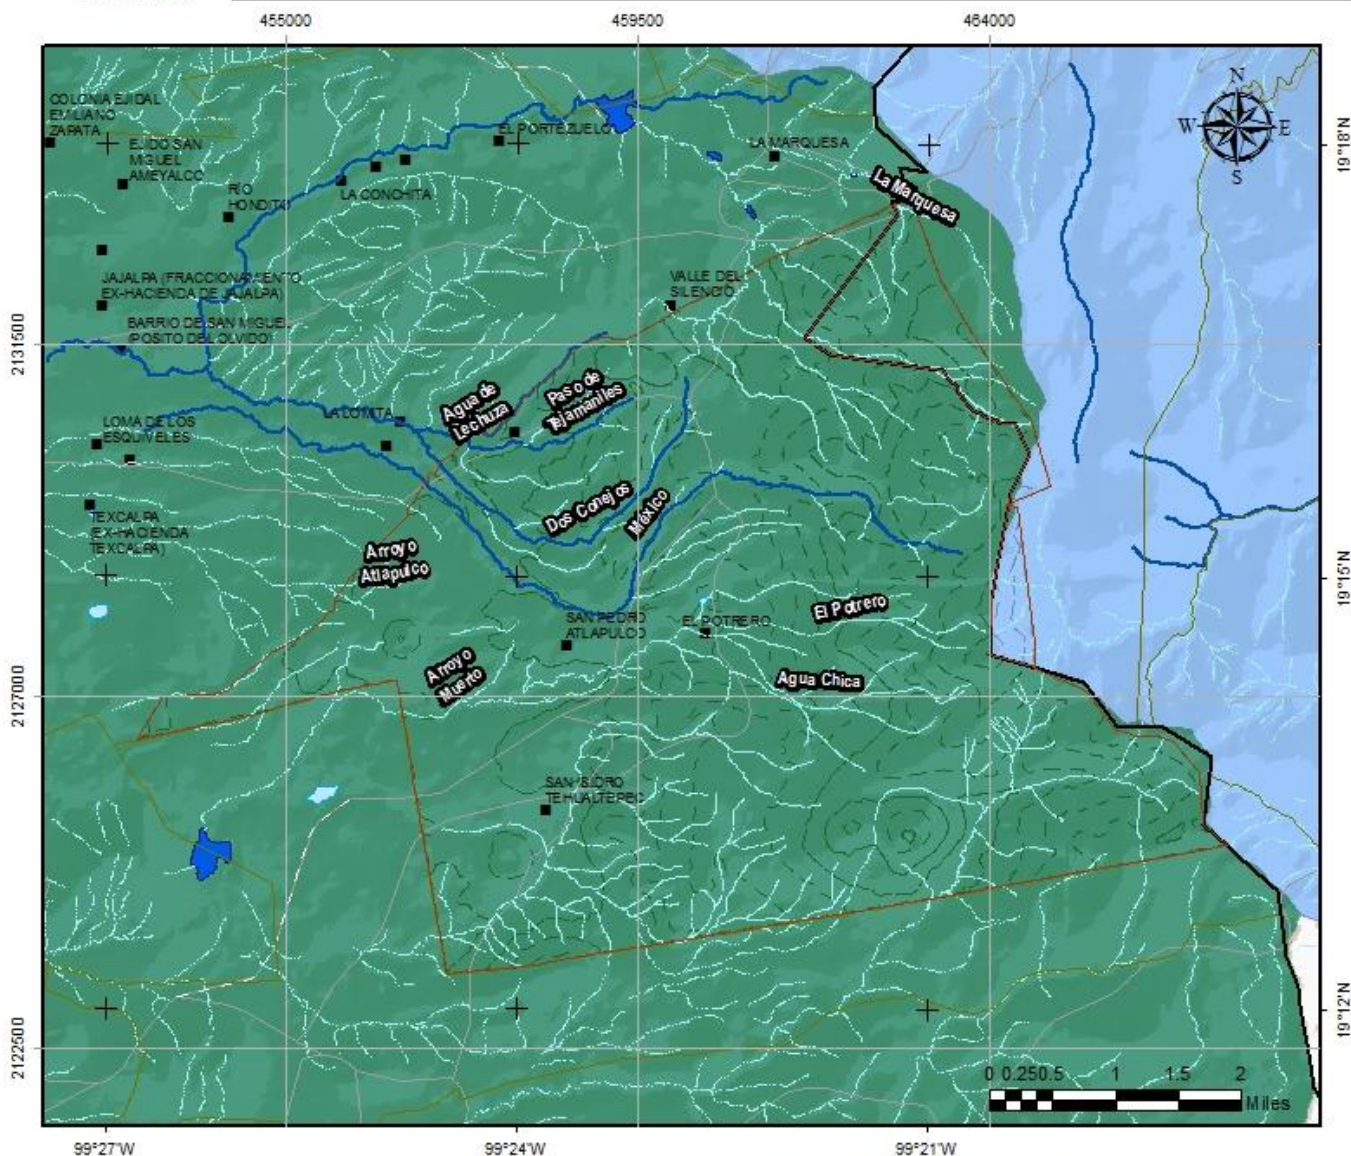 455000
459500
464000
N
W
E
S
19°18'N
COLONIA EJIDAL
EMILIANO
ZAPATA
EJIDO SAN
MIGUEL
AMEYALCO
RÍO
HONDITO
EL PORTEZUELO
LA CONCHITA
LA MARQUESA
La Marquesa
JAJALPA (FRACCIONAMIENTO
EX-HACIENDA DE JAJALPA)
VALLE DEL
SILENCIO
BARRIO DE SAN MIGUEL
(POSITO DEL OLVIDO)
2131500
LA LOMITA
Agua de
Lechuza
Paso de
Tejamaniles
LOMA DE LOS
ESQUIVELES
Dos Conejos
México
TEXCALPA
(EX-HACIENDA
TEXCALPA)
Arroyo
Atlapulco
19°15'N
SAN PEDRO
ATLAPULCO
EL POTRERO
El Potrero
Arroyo
Muerto
Agua Chica
2127000
SAN ISIDRO
TEHUALTEPEC
19°12'N
2122500
0 0.25 0.5 1 1.5 2
Miles
99°27'W
99°24'W
99°21'W